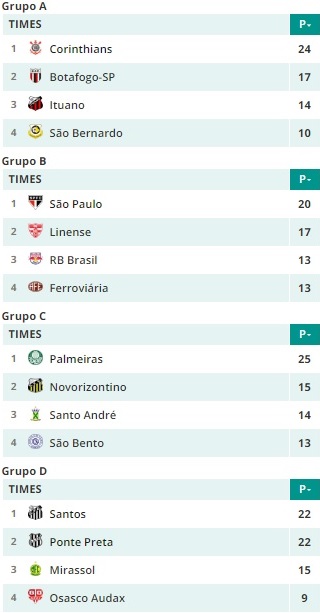 Grupo A
TIMES P-
1 Corinthians 24
2 Botafogo-SP 17
3 Ituano 14
4 São Bernardo 10
Grupo B
TIMES P-
1 São Paulo 20
2 Linense 17
3 RB Brasil 13
4 Ferroviária 13
Grupo C
TIMES P-
1 Palmeiras 25
2 Novorizontino 15
3 Santo André 14
4 São Bento 13
Grupo D
TIMES P-
1 Santos 22
2 Ponte Preta 22
3 Mirassol 15
4 Osasco Audax 9